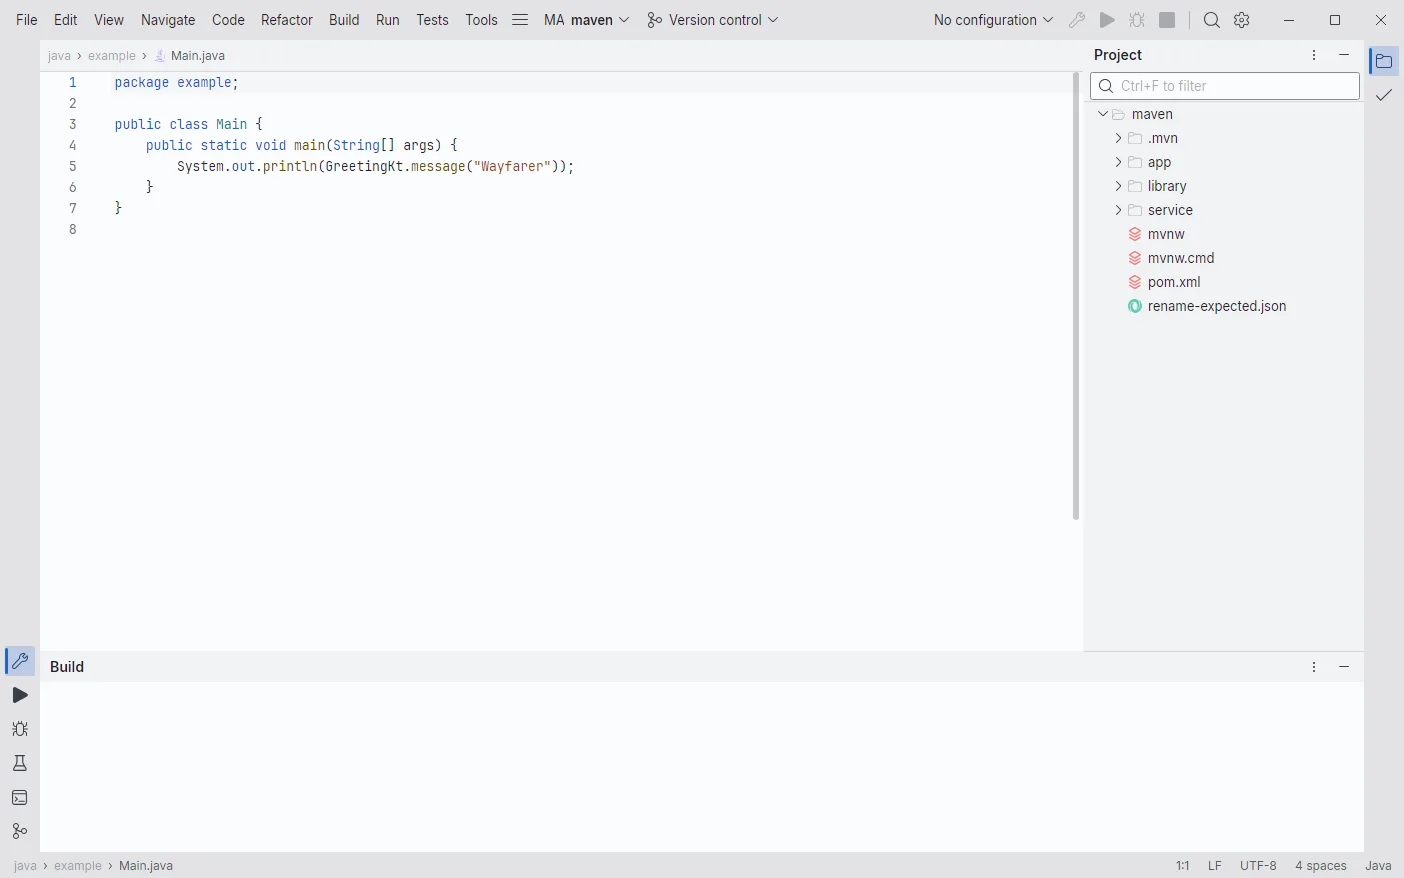 File Edit View Navigate Code Refactor Build Run Tests Tools MA maven Version control No configuration
java › example › Main.java
1 package example;
2
3 public class Main {
4 public static void main(String[] args) {
5 System.out.println(GreetingKt.message("Wayfarer"));
6 }
7 }
8
Project
Ctrl+F to filter
maven
.mvn
app
library
service
mvnw
mvnw.cmd
pom.xml
rename-expected.json
Build
java › example › Main.java 1:1 LF UTF-8 4 spaces Java